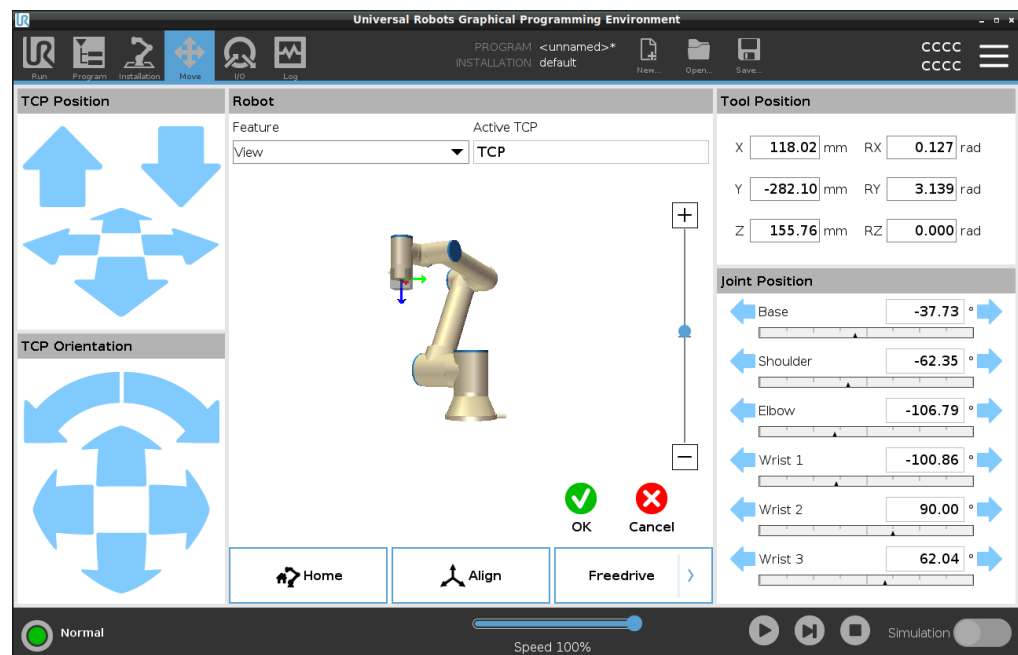 UR
Universal Robots Graphical Programming Environment
UR
Run
Program
Installation
Move
I/O
Log
PROGRAM <unnamed>*
INSTALLATION default
New...
Open...
Save...
CCCC
CCCC
TCP Position
Robot
Feature
Active TCP
View
TCP
OK
Cancel
Home
Align
Freedrive
TCP Orientation
Tool Position
X 118.02 mm RX 0.127 rad
Y -282.10 mm RY 3.139 rad
Z 155.76 mm RZ 0.000 rad
Joint Position
Base -37.73 °
Shoulder -62.35 °
Elbow -106.79 °
Wrist 1 -100.86 °
Wrist 2 90.00 °
Wrist 3 62.04 °
Normal
Speed 100%
Simulation